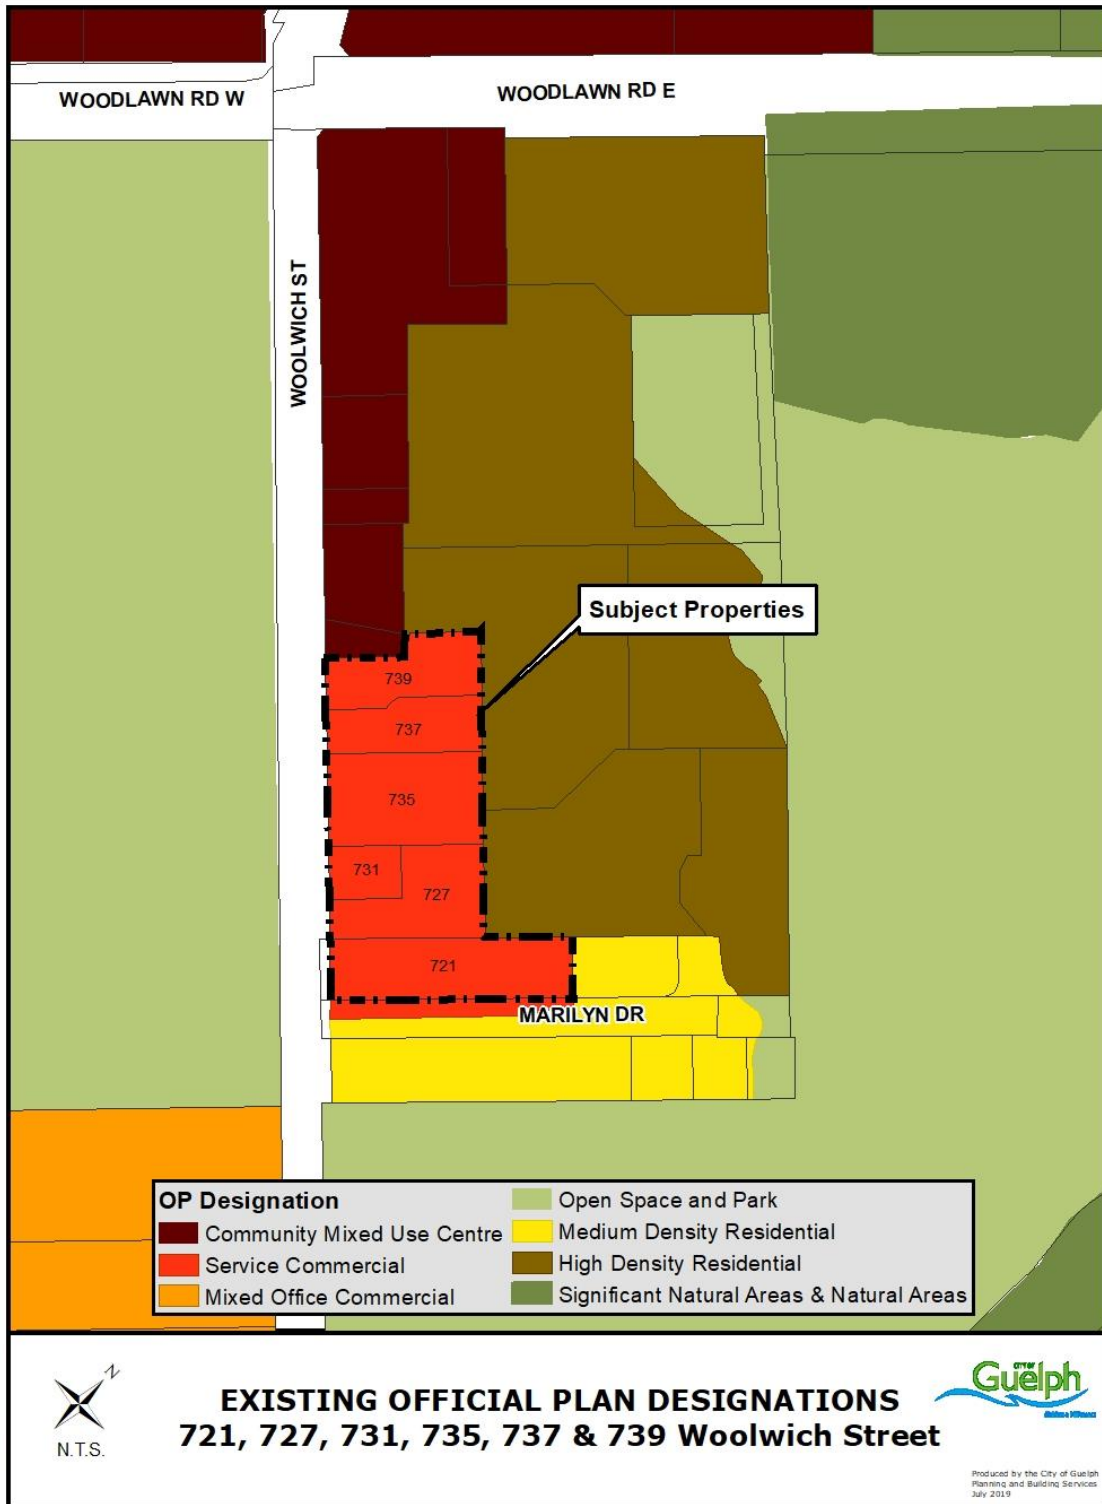 WOODLAWN RD W
WOODLAWN RD E
WOOLWICH ST
Subject Properties
739
737
735
731
727
721
MARILYN DR
OP Designation
Community Mixed Use Centre
Service Commercial
Mixed Office Commercial
Open Space and Park
Medium Density Residential
High Density Residential
Significant Natural Areas & Natural Areas
N
N.T.S.
EXISTING OFFICIAL PLAN DESIGNATIONS
721, 727, 731, 735, 737 & 739 Woolwich Street
CITY OF
Guelph
Produced by the City of Guelph
Planning and Building Services
July 2019